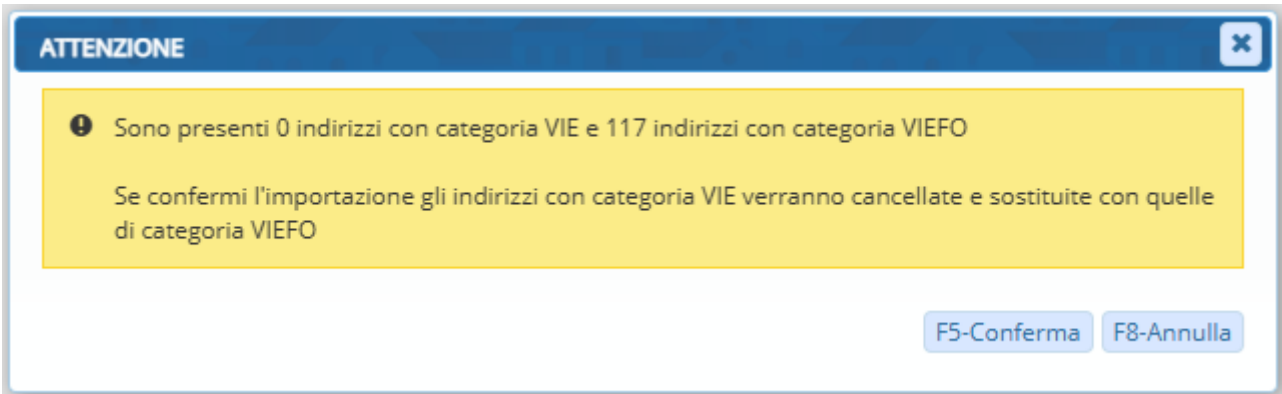 ATTENZIONE
Sono presenti 0 indirizzi con categoria VIE e 117 indirizzi con categoria VIEFO
Se confermi l'importazione gli indirizzi con categoria VIE verranno cancellate e sostituite con quelle
di categoria VIEFO
F5-Conferma F8-Annulla